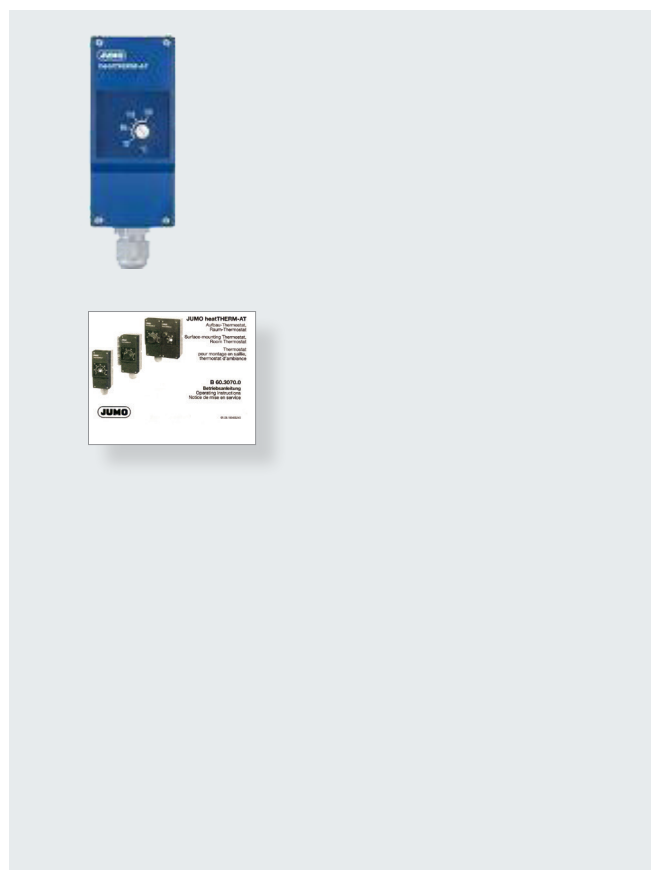 JUMO
heatTHERM-AT
°C
JUMO heatTHERM-AT
Aufbau-Thermostat,
Raum-Thermostat
Surface-mounting Thermostat,
Room Thermostat
Thermostat
pour montage en saillie,
thermostat d'ambiance
B 60.3070.0
Betriebsanleitung
Operating Instructions
Notice de mise en service
JUMO